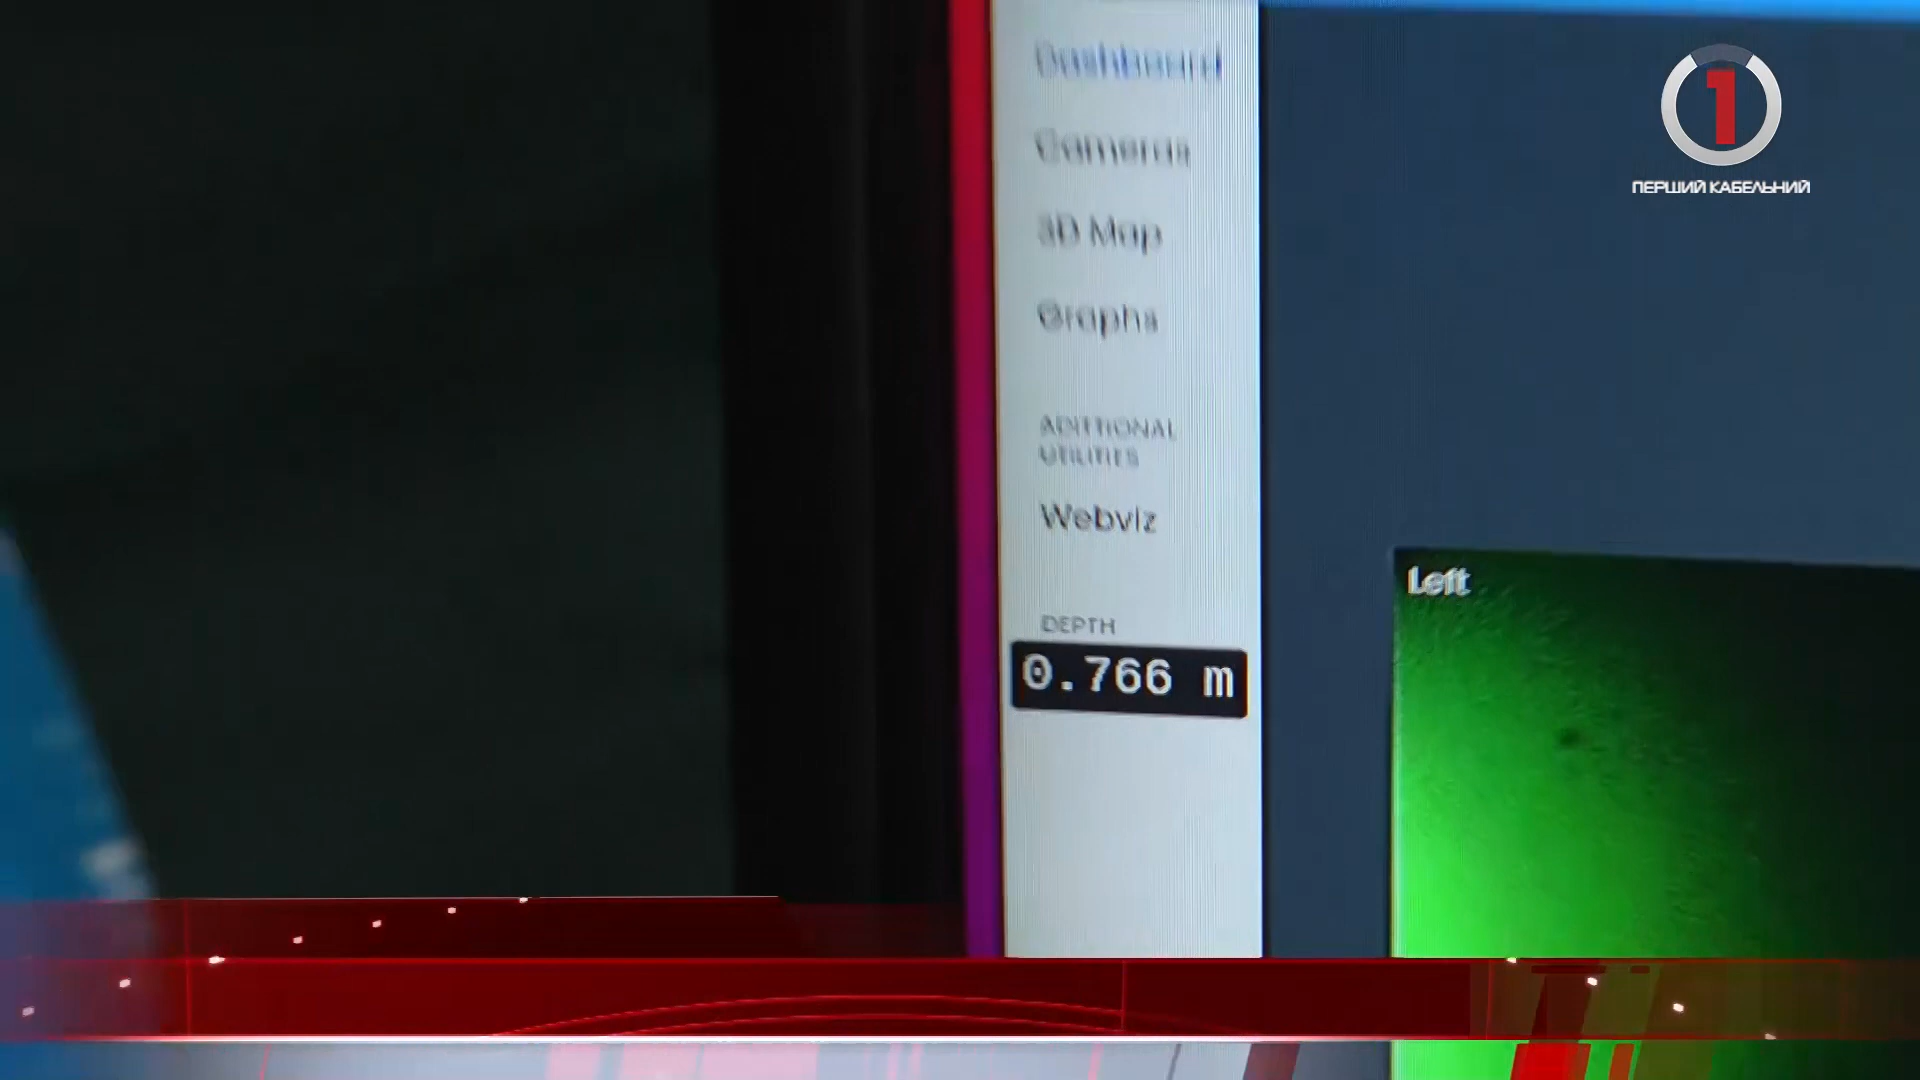 Dashboard
Cameras
3D Map
Graphs
ADITIONAL
UTILITIES
Webviz
DEPTH
0.766 m
Left
1
ПЕРШИЙ КАБЕЛЬНИЙ